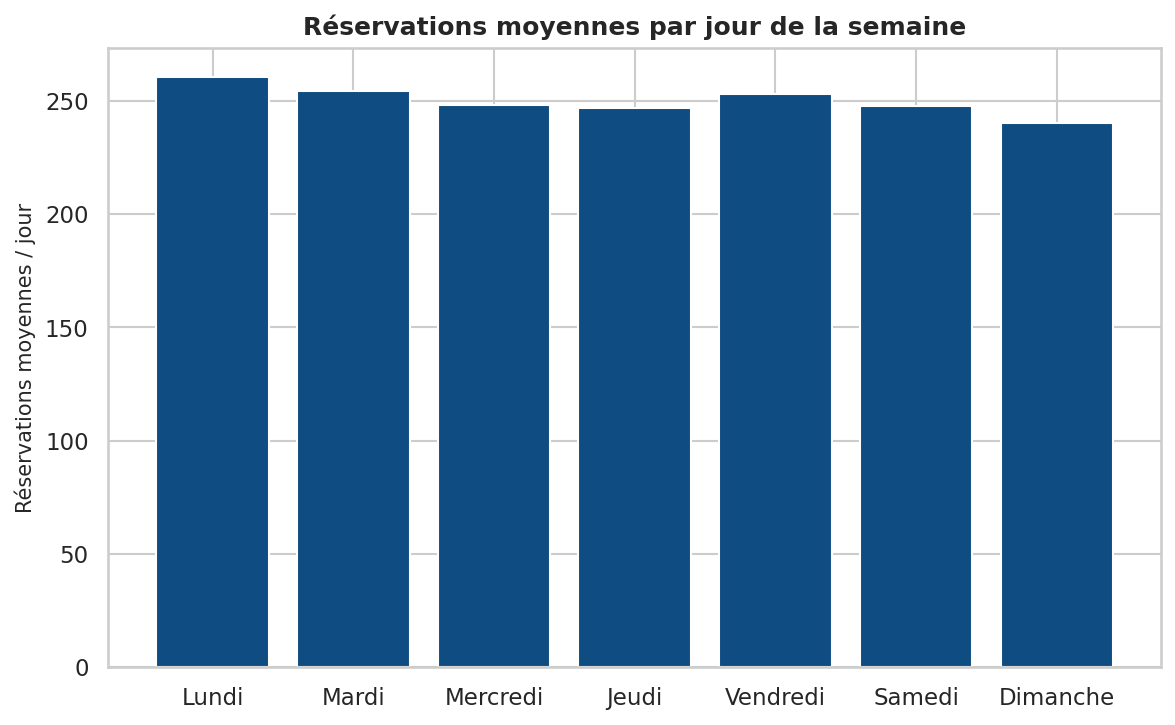 Réservations moyennes par jour de la semaine
Réservations moyennes / jour
250
200
150
100
50
0
Lundi
Mardi
Mercredi
Jeudi
Vendredi
Samedi
Dimanche